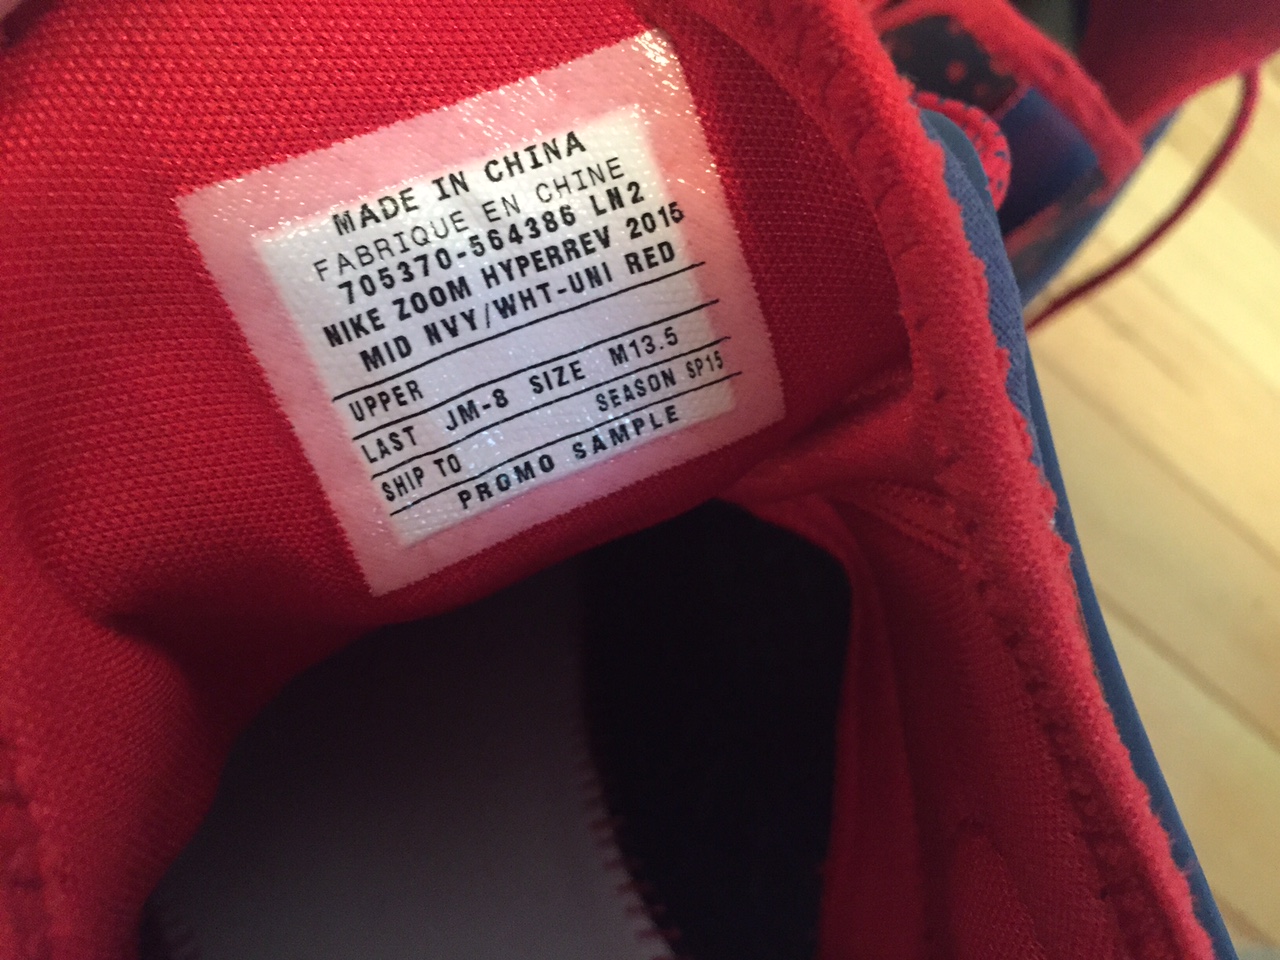 MADE IN CHINA
FABRIQUE EN CHINE
705370-564386 LN2
NIKE ZOOM HYPERREV 2015
MID NVY/WHT-UNI RED
UPPER
LAST JM-8 SIZE M13.5
SHIP TO SEASON SP15
PROMO SAMPLE